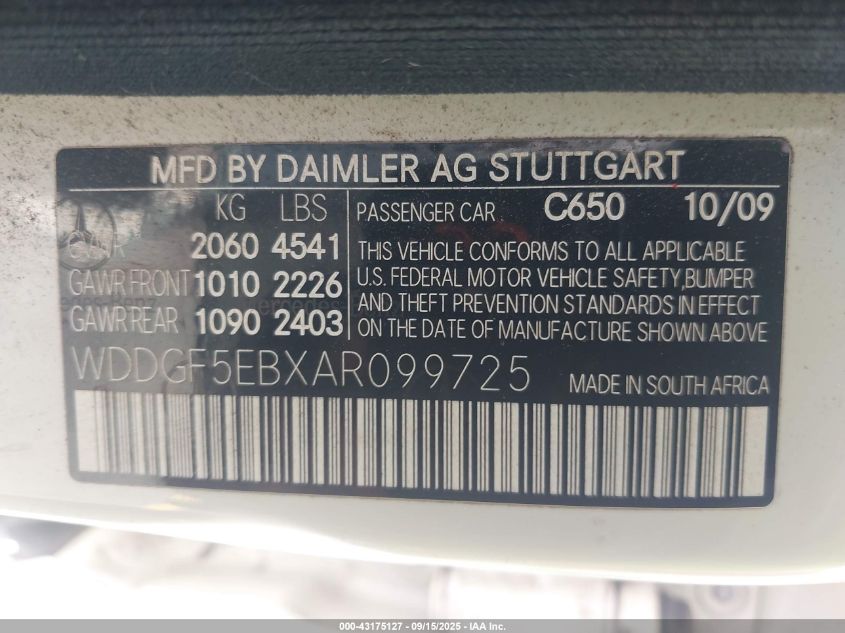 MFD BY DAIMLER AG STUTTGART
KG LBS
PASSENGER CAR C650 10/09
GVWR 2060 4541
GAWR FRONT 1010 2226
GAWR REAR 1090 2403
THIS VEHICLE CONFORMS TO ALL APPLICABLE
U.S. FEDERAL MOTOR VEHICLE SAFETY,BUMPER
AND THEFT PREVENTION STANDARDS IN EFFECT
ON THE DATE OF MANUFACTURE SHOWN ABOVE
WDDGF5EBXAR099725
MADE IN SOUTH AFRICA
000-43175127 - 09/15/2025 - IAA Inc.